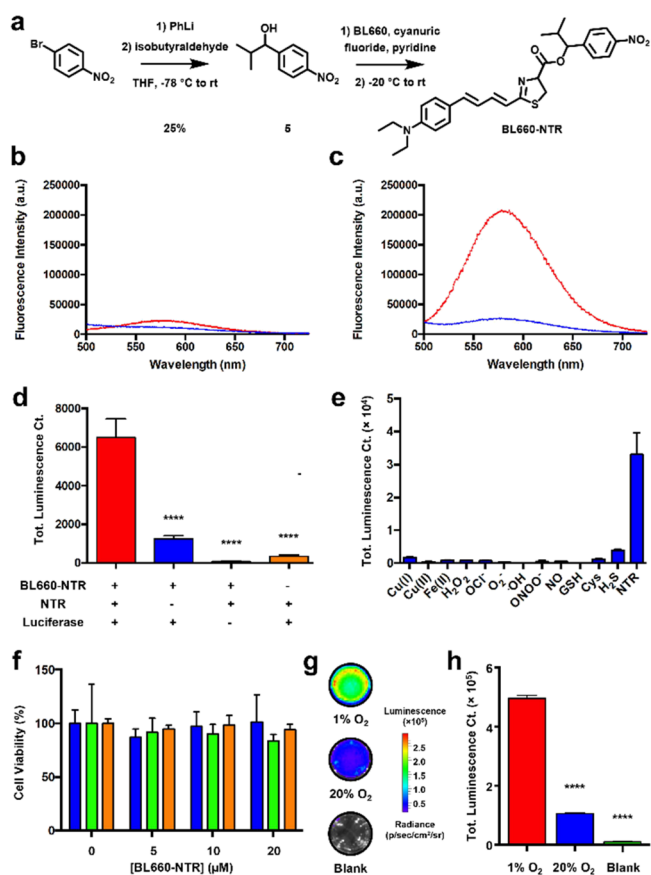 a
1) PhLi
2) isobutyraldehyde
THF, -78 °C to rt
25%
Br
NO2
OH
NO2
5
1) BL660, cyanuric
fluoride, pyridine
2) -20 °C to rt
N
N
S
O
O
NO2
BL660-NTR
b
Fluorescence Intensity (a.u.)
250000
200000
150000
100000
50000
0
500 550 600 650 700
Wavelength (nm)
c
Fluorescence Intensity (a.u.)
250000
200000
150000
100000
50000
0
500 550 600 650 700
Wavelength (nm)
d
Tot. Luminescence Ct.
8000
6000
4000
2000
0
****
****
****
BL660-NTR + + + -
NTR + - + +
Luciferase + + - +
e
Tot. Luminescence Ct. (× 10⁴)
5
4
3
2
1
0
Cu(I)
Cu(II)
Fe(II)
H2O2
OCl⁻
O2⁻
·OH
ONOO⁻
NO
GSH
Cys
H2S
NTR
f
Cell Viability (%)
150
100
50
0
0 5 10 20
[BL660-NTR] (µM)
g
1% O2
20% O2
Blank
Luminescence
(×10⁵)
2.5
2.0
1.5
1.0
0.5
Radiance
(p/sec/cm²/sr)
h
Tot. Luminescence Ct. (× 10⁵)
6
4
2
0
****
****
1% O2 20% O2 Blank